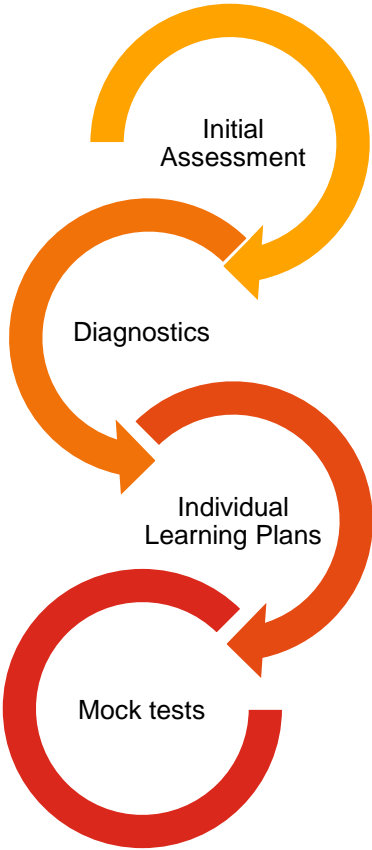 Initial
Assessment
Diagnostics
Individual
Learning Plans
Mock tests